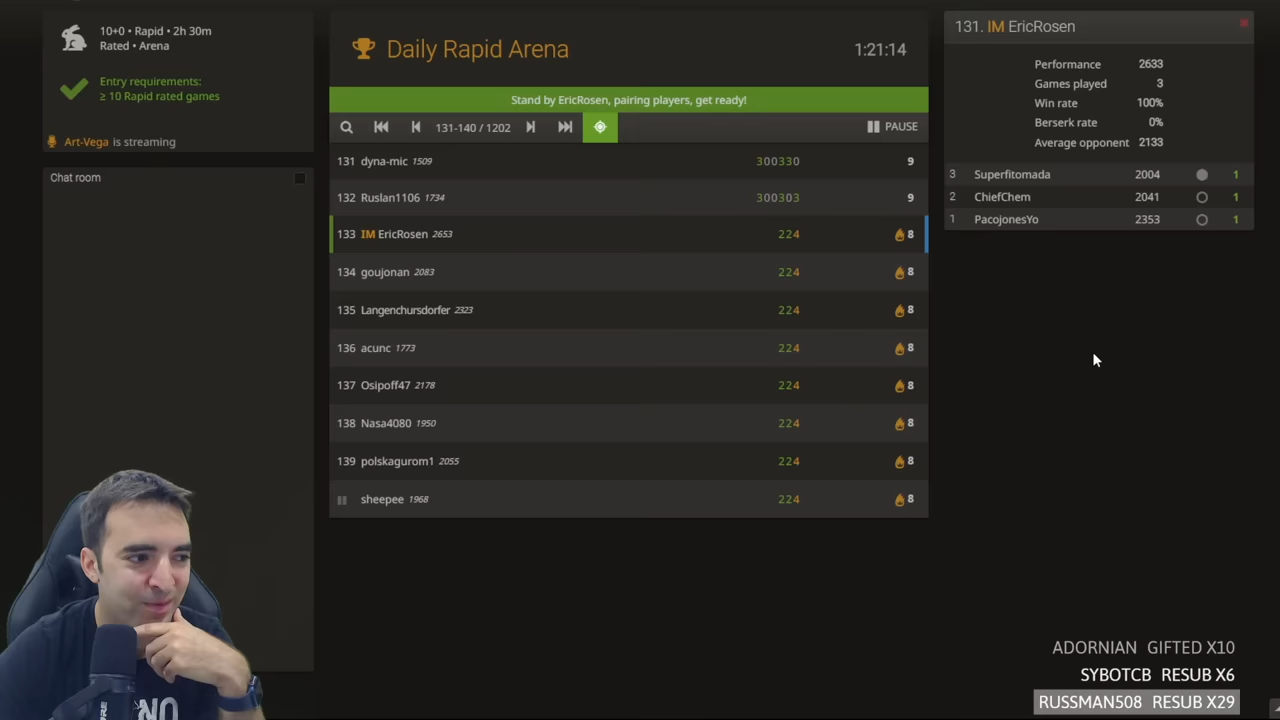 10+0 • Rapid • 2h 30m
Rated • Arena
Entry requirements:
≥ 10 Rapid rated games
Art-Vega is streaming
Chat room
Daily Rapid Arena
1:21:14
Stand by EricRosen, pairing players, get ready!
131-140 / 1202
PAUSE
131 dyna-mic 1509 300330 9
132 Ruslan1106 1734 300303 9
133 IM EricRosen 2653 224 8
134 goujonan 2083 224 8
135 Langenchursdorfer 2323 224 8
136 acunc 1773 224 8
137 Osipoff47 2178 224 8
138 Nasa4080 1950 224 8
139 polskagurom1 2055 224 8
sheepee 1968 224 8
131. IM EricRosen
Performance 2633
Games played 3
Win rate 100%
Berserk rate 0%
Average opponent 2133
3 Superfitomada 2004 1
2 ChiefChem 2041 1
1 PacojonesYo 2353 1
ADORNIAN GIFTED X10
SYBOTCB RESUB X6
RUSSMAN508 RESUB X29